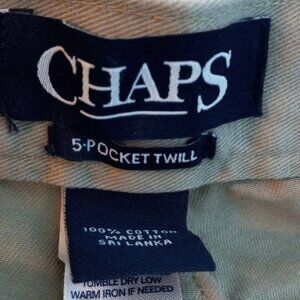 CHAPS
5-POCKET TWILL
100% COTTON
MADE IN
SRI LANKA
TUMBLE DRY LOW
WARM IRON IF NEEDED